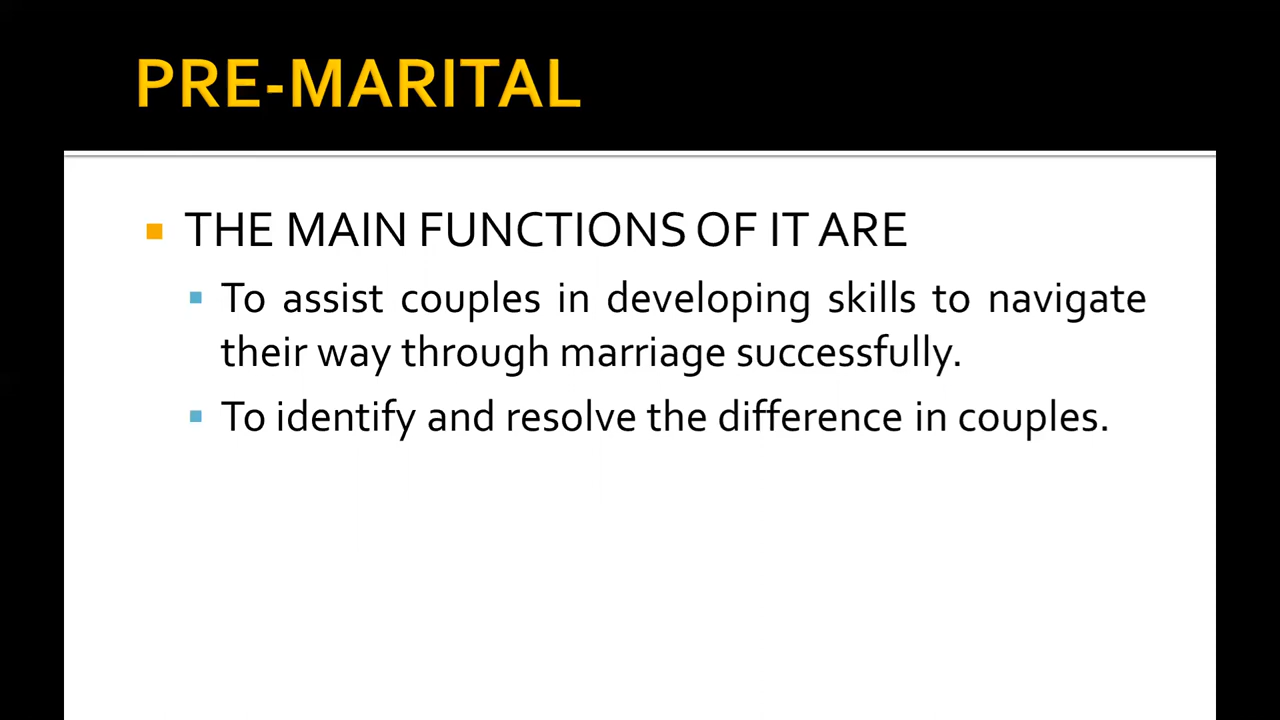 PRE-MARITAL
THE MAIN FUNCTIONS OF IT ARE
To assist couples in developing skills to navigate
their way through marriage successfully.
To identify and resolve the difference in couples.